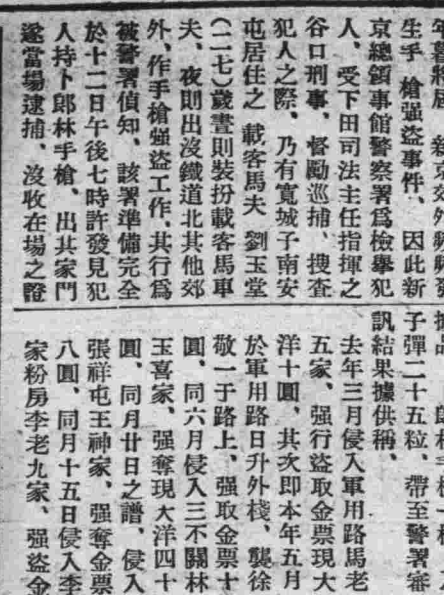 新京
生手 槍强盗事件、因此新
京總領事館警察署爲檢舉犯
人、受下田司法主任指揮之
谷口刑事、督勵巡捕、搜查
犯人之際、乃有寬城子南安
屯居住之 載客馬夫 劉玉堂
(二七)歲晝則裝扮載客馬車
夫、夜則出沒鐵道北其他郊
外、作手槍強盗工作、其行爲
被警署偵知、該署準備完全
於十二日午後七時許發見犯
人持卜郎林手槍、出其家門
遂當場逮捕、沒收在場之證
子彈二十五粒、帶至警署審
訊結果據供稱、
去年三月侵入軍用路馬老
五家、强行盗取金票現大
洋十圓、其次即本年五月
於軍用路日升外棧、襲徐
敬一于路上、强取金票十
圓、同六月侵入三不關林
玉喜家、强奪現大洋四十
圓、同月廿日之譜、侵入
張祥屯王神家、强奪金票
八圓、同月十五日侵入李
家粉房李老九家、强盗金